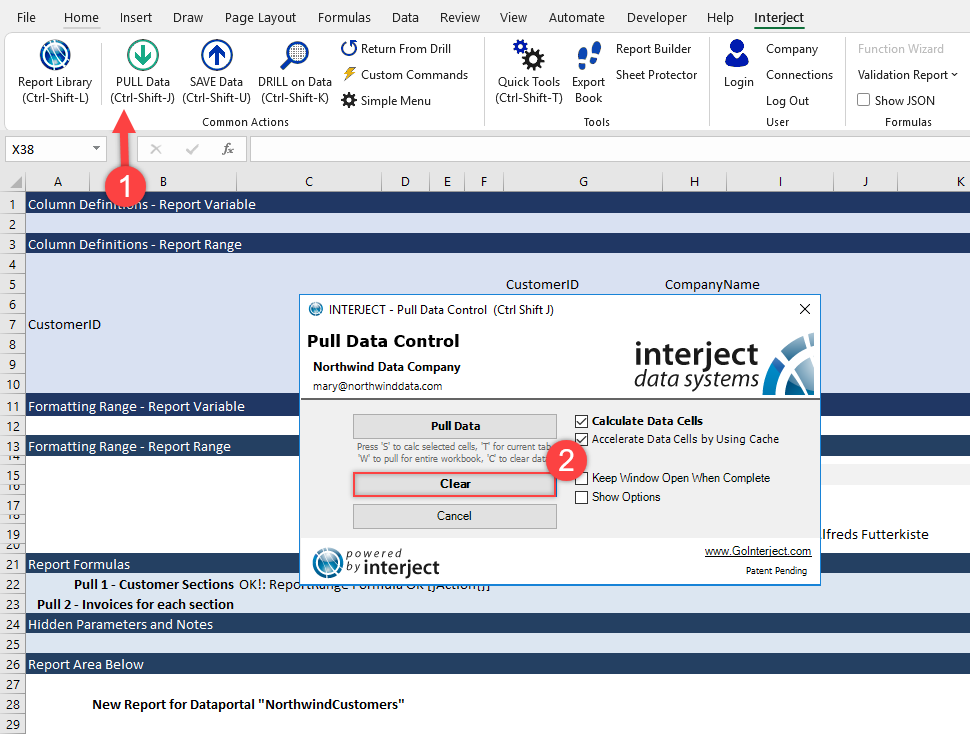 File Home Insert Draw Page Layout Formulas Data Review View Automate Developer Help Interject
Report Library (Ctrl-Shift-L)
PULL Data (Ctrl-Shift-J)
SAVE Data (Ctrl-Shift-U)
DRILL on Data (Ctrl-Shift-K)
Return From Drill
Custom Commands
Simple Menu
Common Actions
Quick Tools (Ctrl-Shift-T)
Export Book
Report Builder
Sheet Protector
Tools
Login
Company
Connections
Log Out
User
Function Wizard
Validation Report
Show JSON
Formulas
X38 fx
1
A B C D E F G H I J K
1 Column Definitions - Report Variable
2
3 Column Definitions - Report Range
4
5 CustomerID CompanyName
6
7 CustomerID
8
9
10
11 Formatting Range - Report Variable
12
13 Formatting Range - Report Range
14
15
16
17
18
19 lfreds Futterkiste
20
21 Report Formulas
22 Pull 1 - Customer Sections OK!: ReportRange Formula OK [jAction{}]
23 Pull 2 - Invoices for each section
24 Hidden Parameters and Notes
25
26 Report Area Below
27
28 New Report for Dataportal "NorthwindCustomers"
29
INTERJECT - Pull Data Control (Ctrl Shift J)
Pull Data Control
Northwind Data Company
mary@northwinddata.com
interject
data systems
Pull Data
Press 'S' to calc selected cells, 'T' for current tab
'W' to pull for entire workbook, 'C' to clear dat
Clear
Cancel
2
Calculate Data Cells
Accelerate Data Cells by Using Cache
Keep Window Open When Complete
Show Options
powered
by interject
www.GoInterject.com
Patent Pending